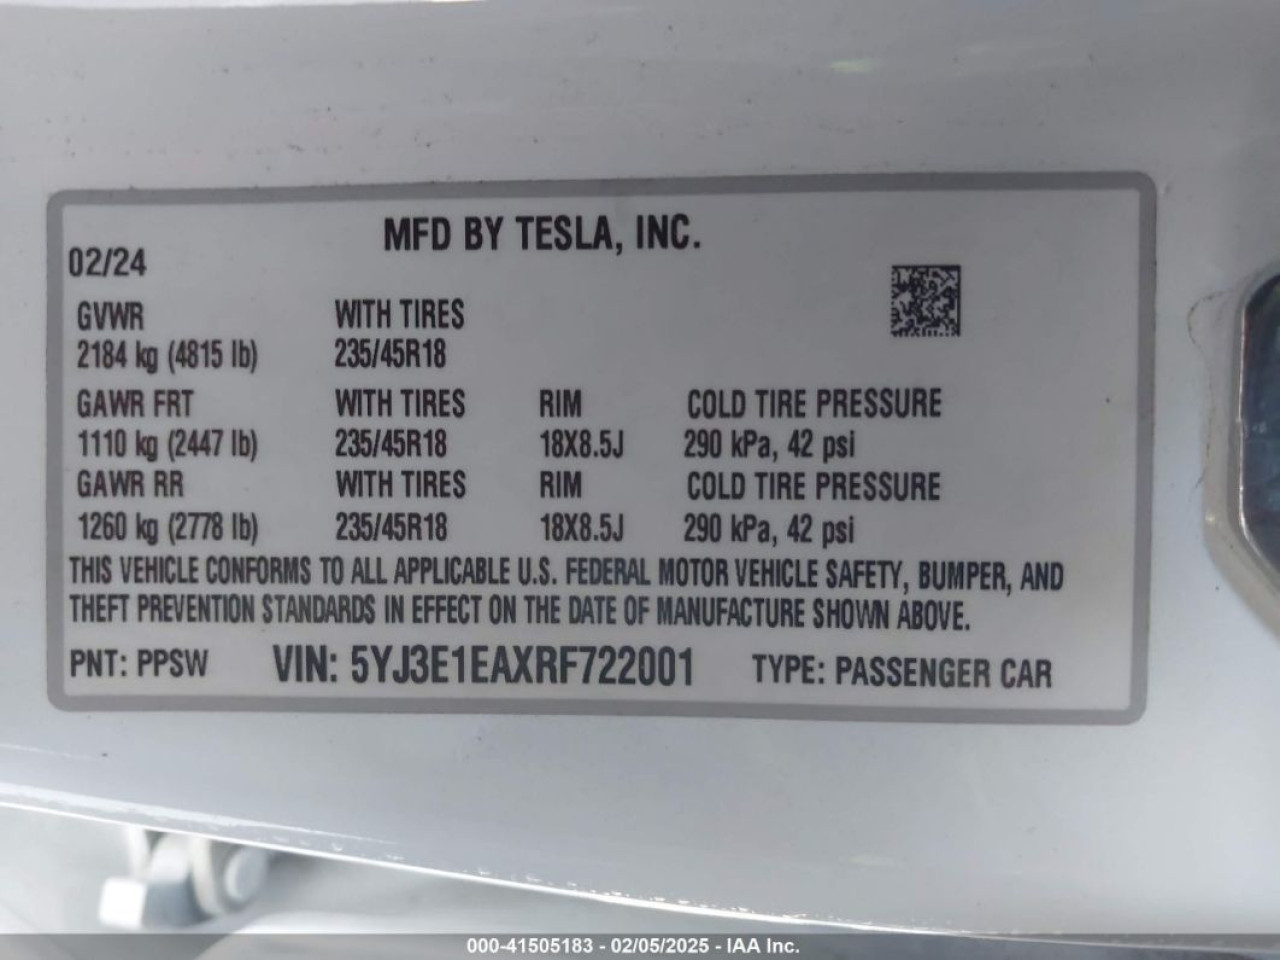 MFD BY TESLA, INC.
02/24
GVWR WITH TIRES
2184 kg (4815 lb) 235/45R18
GAWR FRT WITH TIRES RIM COLD TIRE PRESSURE
1110 kg (2447 lb) 235/45R18 18X8.5J 290 kPa, 42 psi
GAWR RR WITH TIRES RIM COLD TIRE PRESSURE
1260 kg (2778 lb) 235/45R18 18X8.5J 290 kPa, 42 psi
THIS VEHICLE CONFORMS TO ALL APPLICABLE U.S. FEDERAL MOTOR VEHICLE SAFETY, BUMPER, AND
THEFT PREVENTION STANDARDS IN EFFECT ON THE DATE OF MANUFACTURE SHOWN ABOVE.
PNT: PPSW VIN: 5YJ3E1EAXRF722001 TYPE: PASSENGER CAR
000-41505183 - 02/05/2025 - IAA Inc.